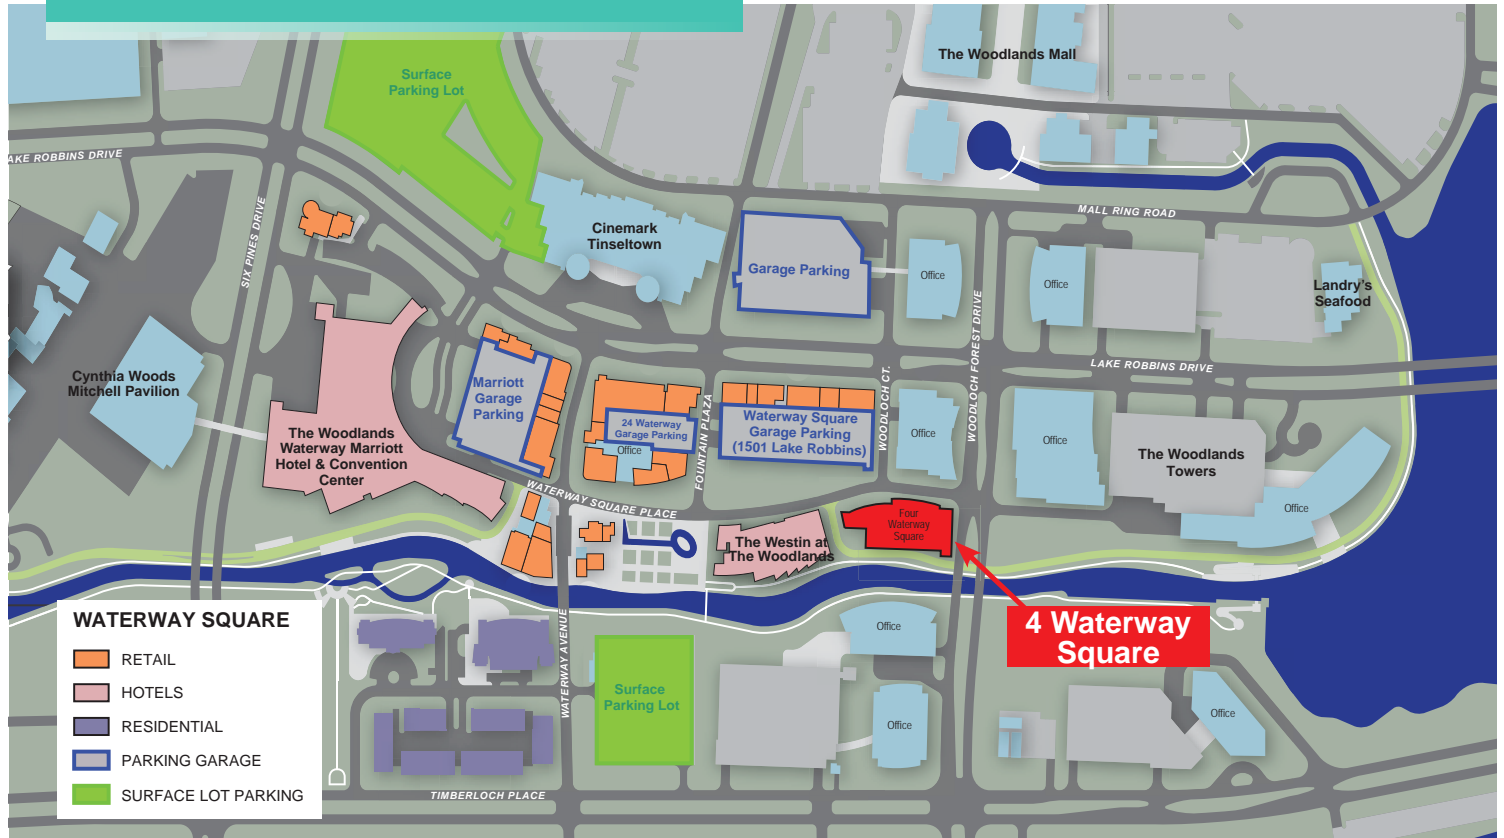 The Woodlands Mall
Surface
Parking Lot
LAKE ROBBINS DRIVE
SIX PINES DRIVE
MALL RING ROAD
Cinemark
Tinseltown
Garage Parking
Office
Office
Landry's
Seafood
WOODLOCH FOREST DRIVE
LAKE ROBBINS DRIVE
Cynthia Woods
Mitchell Pavilion
Marriott
Garage
Parking
24 Waterway
Garage Parking
Office
FOUNTAIN PLAZA
Waterway Square
Garage Parking
(1501 Lake Robbins)
WOODLOCH CT.
Office
Office
The Woodlands
Towers
Office
The Woodlands
Waterway Marriott
Hotel & Convention
Center
WATERWAY SQUARE PLACE
The Westin at
The Woodlands
Four
Waterway
Square
4 Waterway
Square
WATERWAY SQUARE
RETAIL
HOTELS
RESIDENTIAL
PARKING GARAGE
SURFACE LOT PARKING
WATERWAY AVENUE
Surface
Parking Lot
Office
Office
Office
TIMBERLOCH PLACE